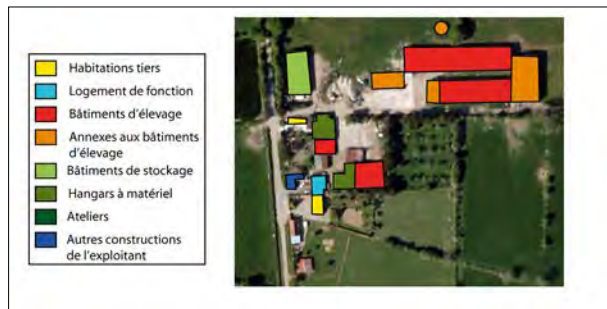 Habitations tiers
Logement de fonction
Bâtiments d'élevage
Annexes aux bâtiments
d'élevage
Bâtiments de stockage
Hangars à matériel
Ateliers
Autres constructions
de l'exploitant